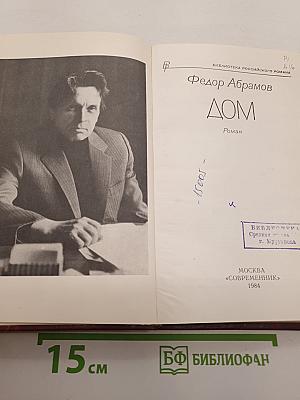 БИБЛИОТЕКА РОССИЙСКОГО РОМАНА
Федор Абрамов
ДОМ
Роман
МОСКВА
«СОВРЕМЕННИК»
1984
15 см
БФ БИБЛИОФАН